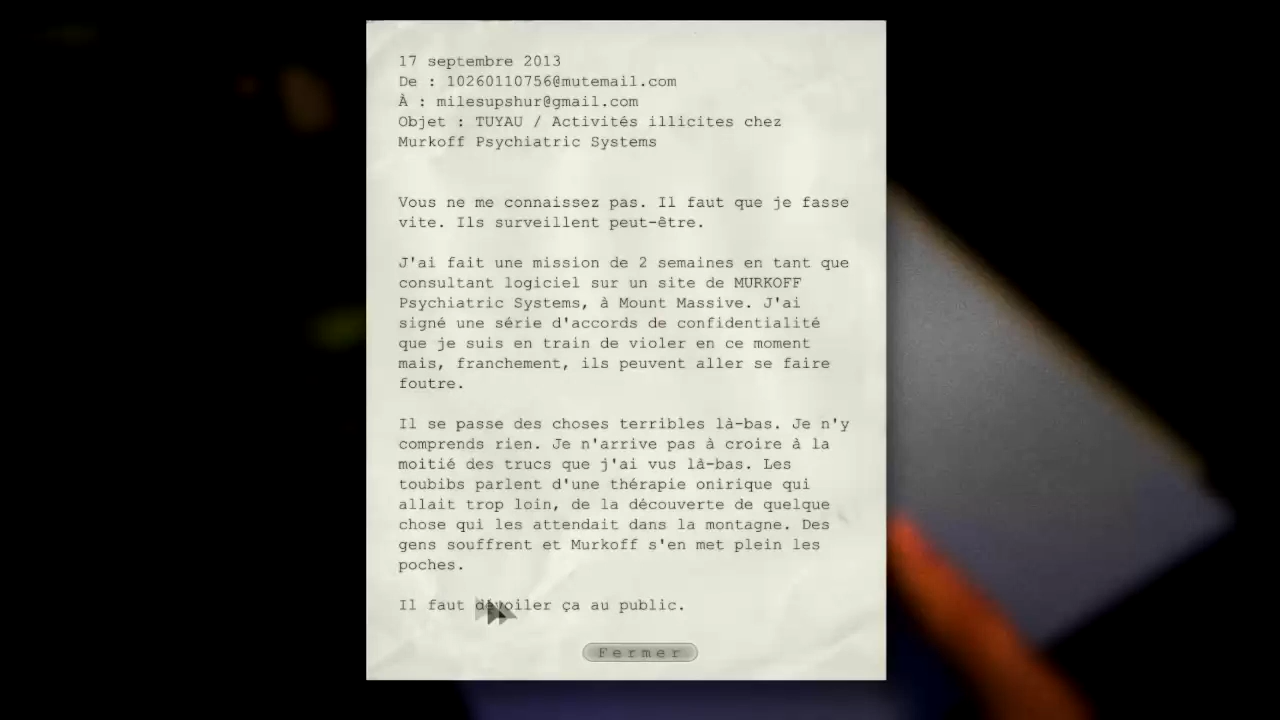 17 septembre 2013
De : 10260110756@mutemail.com
À : milesupshur@gmail.com
Objet : TUYAU / Activités illicites chez
Murkoff Psychiatric Systems
Vous ne me connaissez pas. Il faut que je fasse
vite. Ils surveillent peut-être.
J'ai fait une mission de 2 semaines en tant que
consultant logiciel sur un site de MURKOFF
Psychiatric Systems, à Mount Massive. J'ai
signé une série d'accords de confidentialité
que je suis en train de violer en ce moment
mais, franchement, ils peuvent aller se faire
foutre.
Il se passe des choses terribles là-bas. Je n'y
comprends rien. Je n'arrive pas à croire à la
moitié des trucs que j'ai vus là-bas. Les
toubibs parlent d'une thérapie onirique qui
allait trop loin, de la découverte de quelque
chose qui les attendait dans la montagne. Des
gens souffrent et Murkoff s'en met plein les
poches.
Il faut dévoiler ça au public.
Fermer